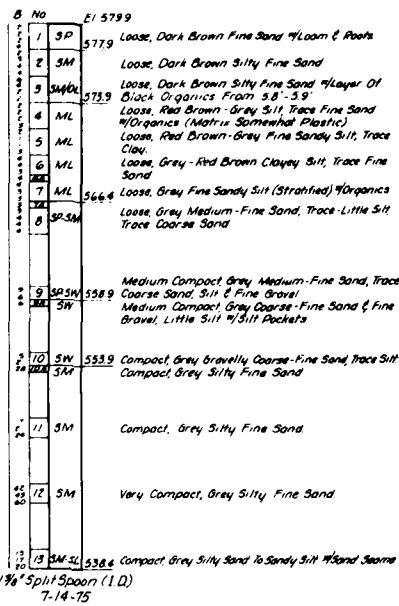 B No El 579.9
1 SP Loose, Dark Brown Fine Sand w/Loam & Roots
577.9
2 SM Loose, Dark Brown Silty Fine Sand
3 SM/OL Loose, Dark Brown Silty Fine Sand w/Layer Of
573.9 Black Organics From 5.8'-5.9'
4 ML Loose, Red Brown-Grey Silt, Trace Fine Sand
w/Organics (Matrix Somewhat Plastic)
5 ML Loose, Red Brown-Grey Fine Sandy Silt, Trace
Clay.
6 ML Loose, Grey-Red Brown Clayey Silt, Trace Fine
Sand
7 ML 566.4 Loose, Grey Fine Sandy Silt (Stratified) w/Organics
8 SP-SM Loose, Grey Medium-Fine Sand, Trace-Little Silt,
Trace Coarse Sand
Medium Compact, Grey Medium-Fine Sand, Trace
9 SP-SW 558.9 Coarse Sand, Silt & Fine Gravel
SW Medium Compact, Grey Coarse-Fine Sand & Fine
Gravel, Little Silt w/Silt Pockets
10 SW 553.9 Compact, Grey Gravelly Coarse-Fine Sand, Trace Silt
SM Compact, Grey Silty Fine Sand
11 SM Compact, Grey Silty Fine Sand
12 SM Very Compact, Grey Silty Fine Sand
13 SM-SL 538.4 Compact, Grey Silty Sand To Sandy Silt w/Sand Seams
1 3/8" Split Spoon (I.D.)
7-14-75